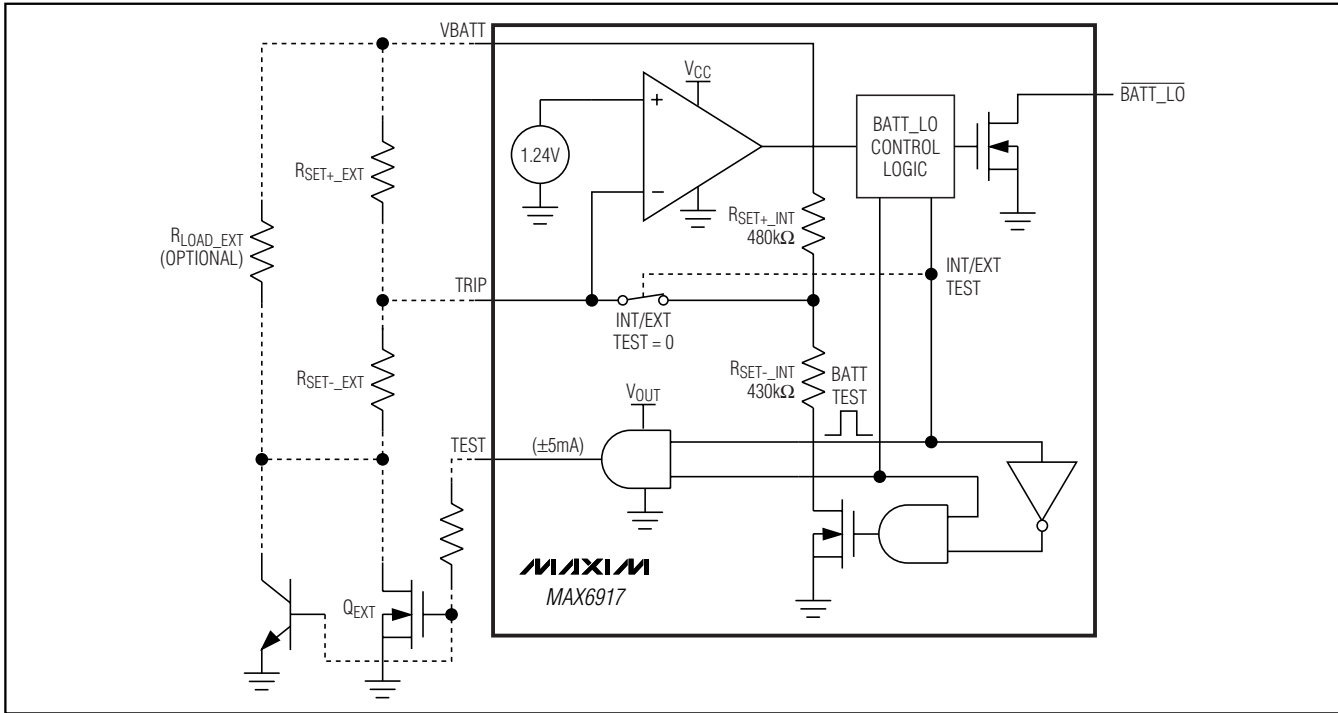 VBATT
VCC
BATT_LO
1.24V
+
−
BATT_LO
CONTROL
LOGIC
RSET+_EXT
RSET+_INT
480kΩ
RLOAD_EXT
(OPTIONAL)
TRIP
INT/EXT
TEST
INT/EXT
TEST = 0
RSET-_EXT
RSET-_INT
430kΩ
BATT
TEST
VOUT
TEST
(±5mA)
MAXIM
MAX6917
QEXT